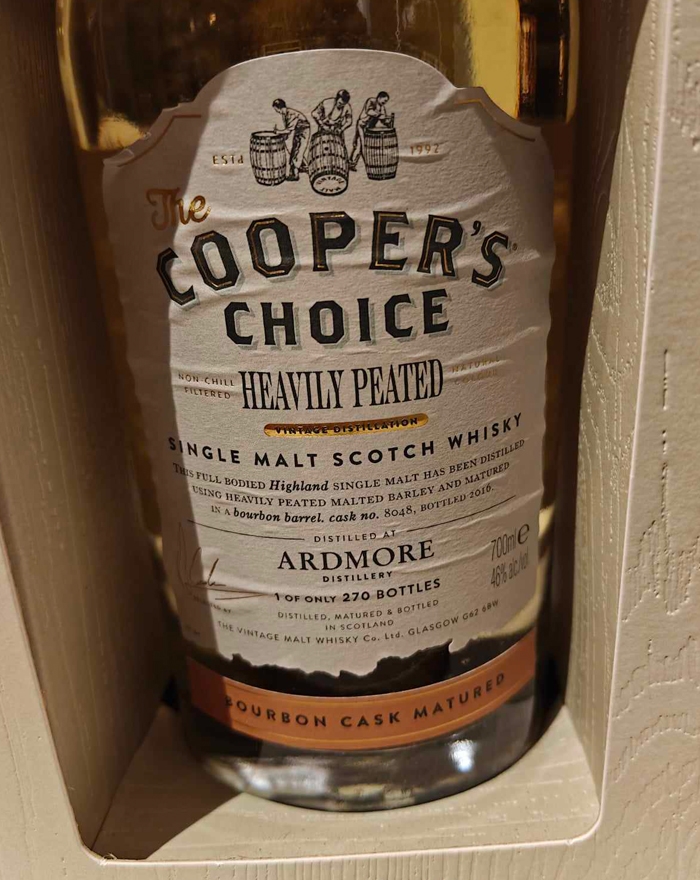 ESTd 1992
The
COOPER'S
CHOICE
NON CHILL FILTERED
HEAVILY PEATED
NATURAL COLOUR
VINTAGE DISTILLATION
SINGLE MALT SCOTCH WHISKY
THIS FULL BODIED Highland SINGLE MALT HAS BEEN DISTILLED
USING HEAVILY PEATED MALTED BARLEY AND MATURED
IN A bourbon barrel. cask no. 8048, BOTTLED 2016.
DISTILLED AT
ARDMORE
DISTILLERY
700ml e
46% alc/vol
1 OF ONLY 270 BOTTLES
DISTILLED, MATURED & BOTTLED
IN SCOTLAND
THE VINTAGE MALT WHISKY Co. Ltd. GLASGOW G62 6BW
BOURBON CASK MATURED